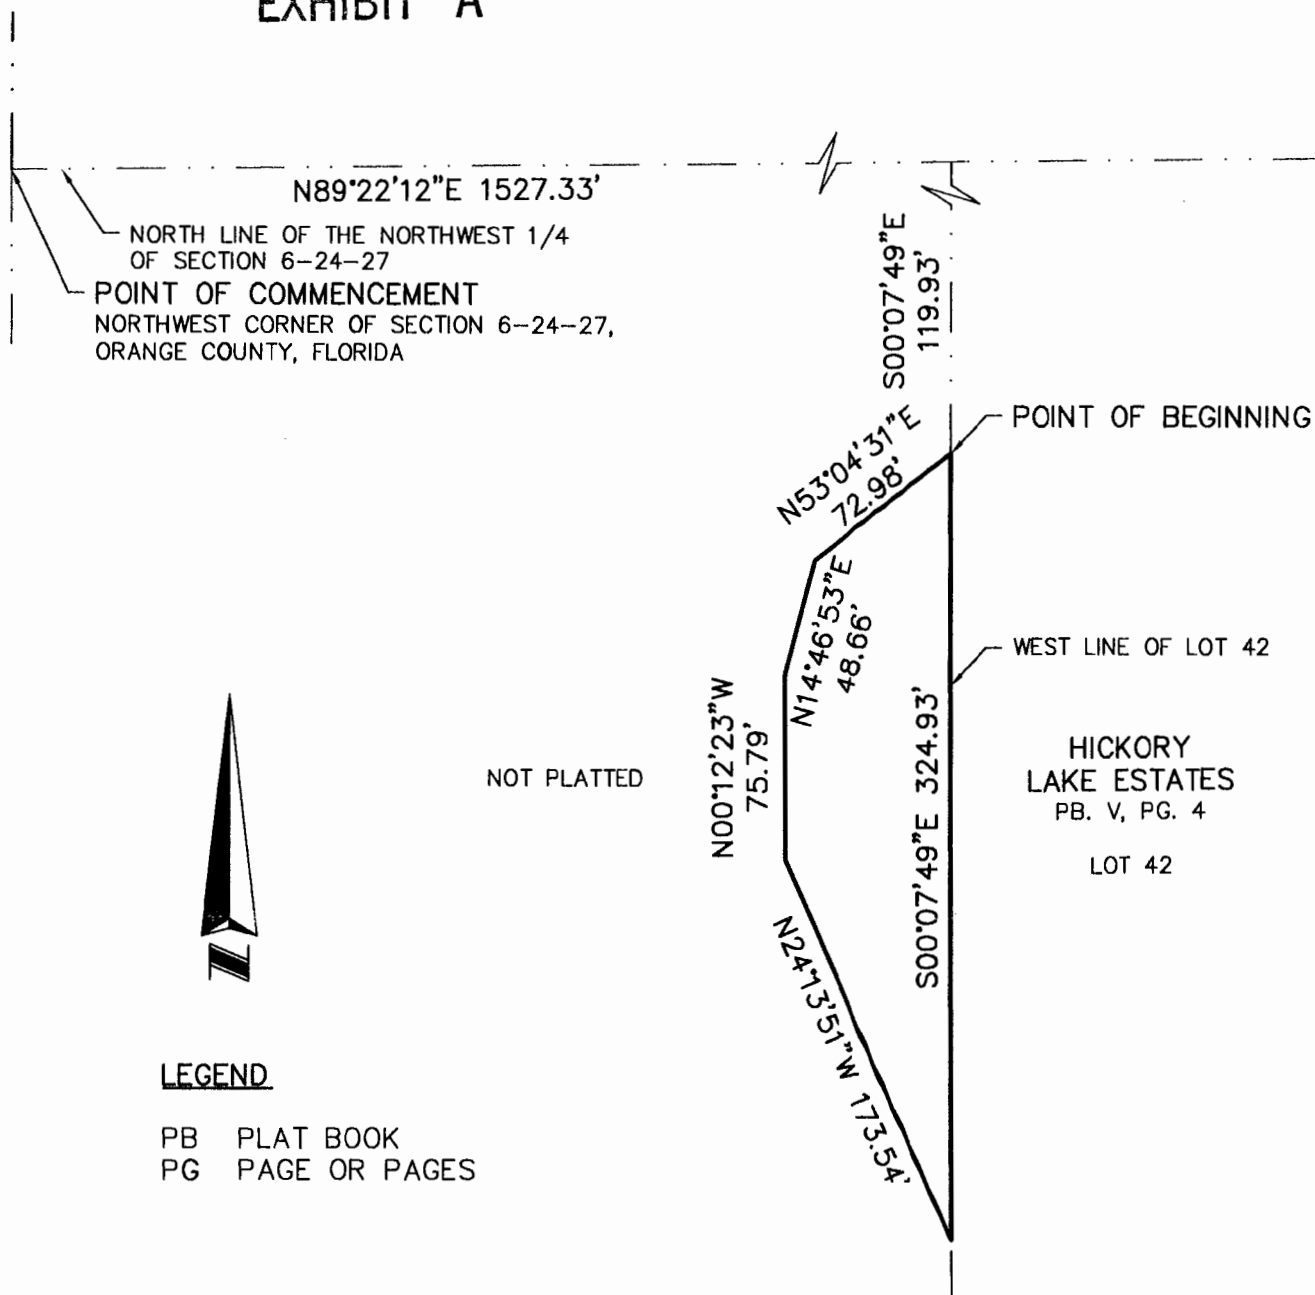 EXHIBIT "A"
N89°22'12"E 1527.33'
NORTH LINE OF THE NORTHWEST 1/4
OF SECTION 6-24-27
POINT OF COMMENCEMENT
NORTHWEST CORNER OF SECTION 6-24-27,
ORANGE COUNTY, FLORIDA
S00°07'49"E
119.93'
POINT OF BEGINNING
N53°04'31"E
72.98'
N14°46'53"E
48.66'
WEST LINE OF LOT 42
N00°12'23"W
75.79'
NOT PLATTED
S00°07'49"E 324.93'
HICKORY
LAKE ESTATES
PB. V, PG. 4
LOT 42
N24°13'51"W 173.54'
N
LEGEND
PB PLAT BOOK
PG PAGE OR PAGES